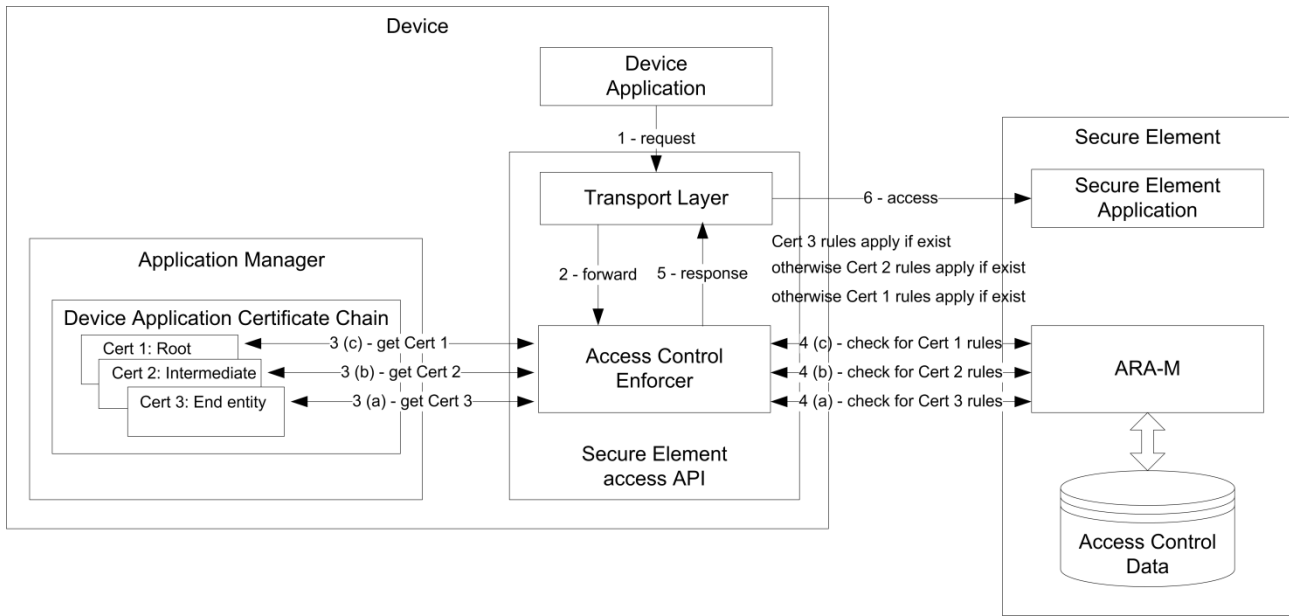 Device
Device
Application
1 - request
Secure Element
Transport Layer
Secure Element
Application
6 - access
Cert 3 rules apply if exist
otherwise Cert 2 rules apply if exist
otherwise Cert 1 rules apply if exist
2 - forward
5 - response
Application Manager
Device Application Certificate Chain
Cert 1: Root
Cert 2: Intermediate
Cert 3: End entity
3 (c) - get Cert 1
3 (b) - get Cert 2
3 (a) - get Cert 3
Access Control
Enforcer
4 (c) - check for Cert 1 rules
4 (b) - check for Cert 2 rules
4 (a) - check for Cert 3 rules
ARA-M
Secure Element
access API
Access Control
Data